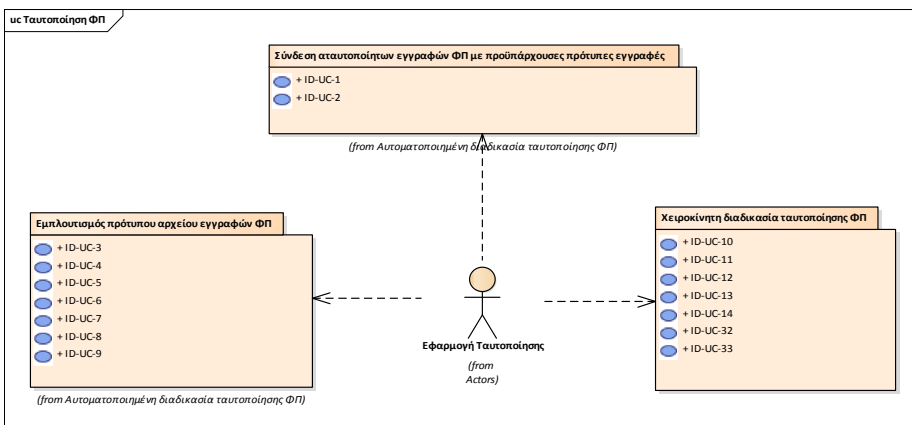 uc Ταυτοποίηση ΦΠ
Σύνδεση αταυτοποίητων εγγραφών ΦΠ με προϋπάρχουσες πρότυπες εγγραφές
+ ID-UC-1
+ ID-UC-2
(from Αυτοματοποιημένη διαδικασία ταυτοποίησης ΦΠ)
Εμπλουτισμός πρότυπου αρχείου εγγραφών ΦΠ
+ ID-UC-3
+ ID-UC-4
+ ID-UC-5
+ ID-UC-6
+ ID-UC-7
+ ID-UC-8
+ ID-UC-9
(from Αυτοματοποιημένη διαδικασία ταυτοποίησης ΦΠ)
Εφαρμογή Ταυτοποίησης
(from
Actors)
Χειροκίνητη διαδικασία ταυτοποίησης ΦΠ
+ ID-UC-10
+ ID-UC-11
+ ID-UC-12
+ ID-UC-13
+ ID-UC-14
+ ID-UC-32
+ ID-UC-33